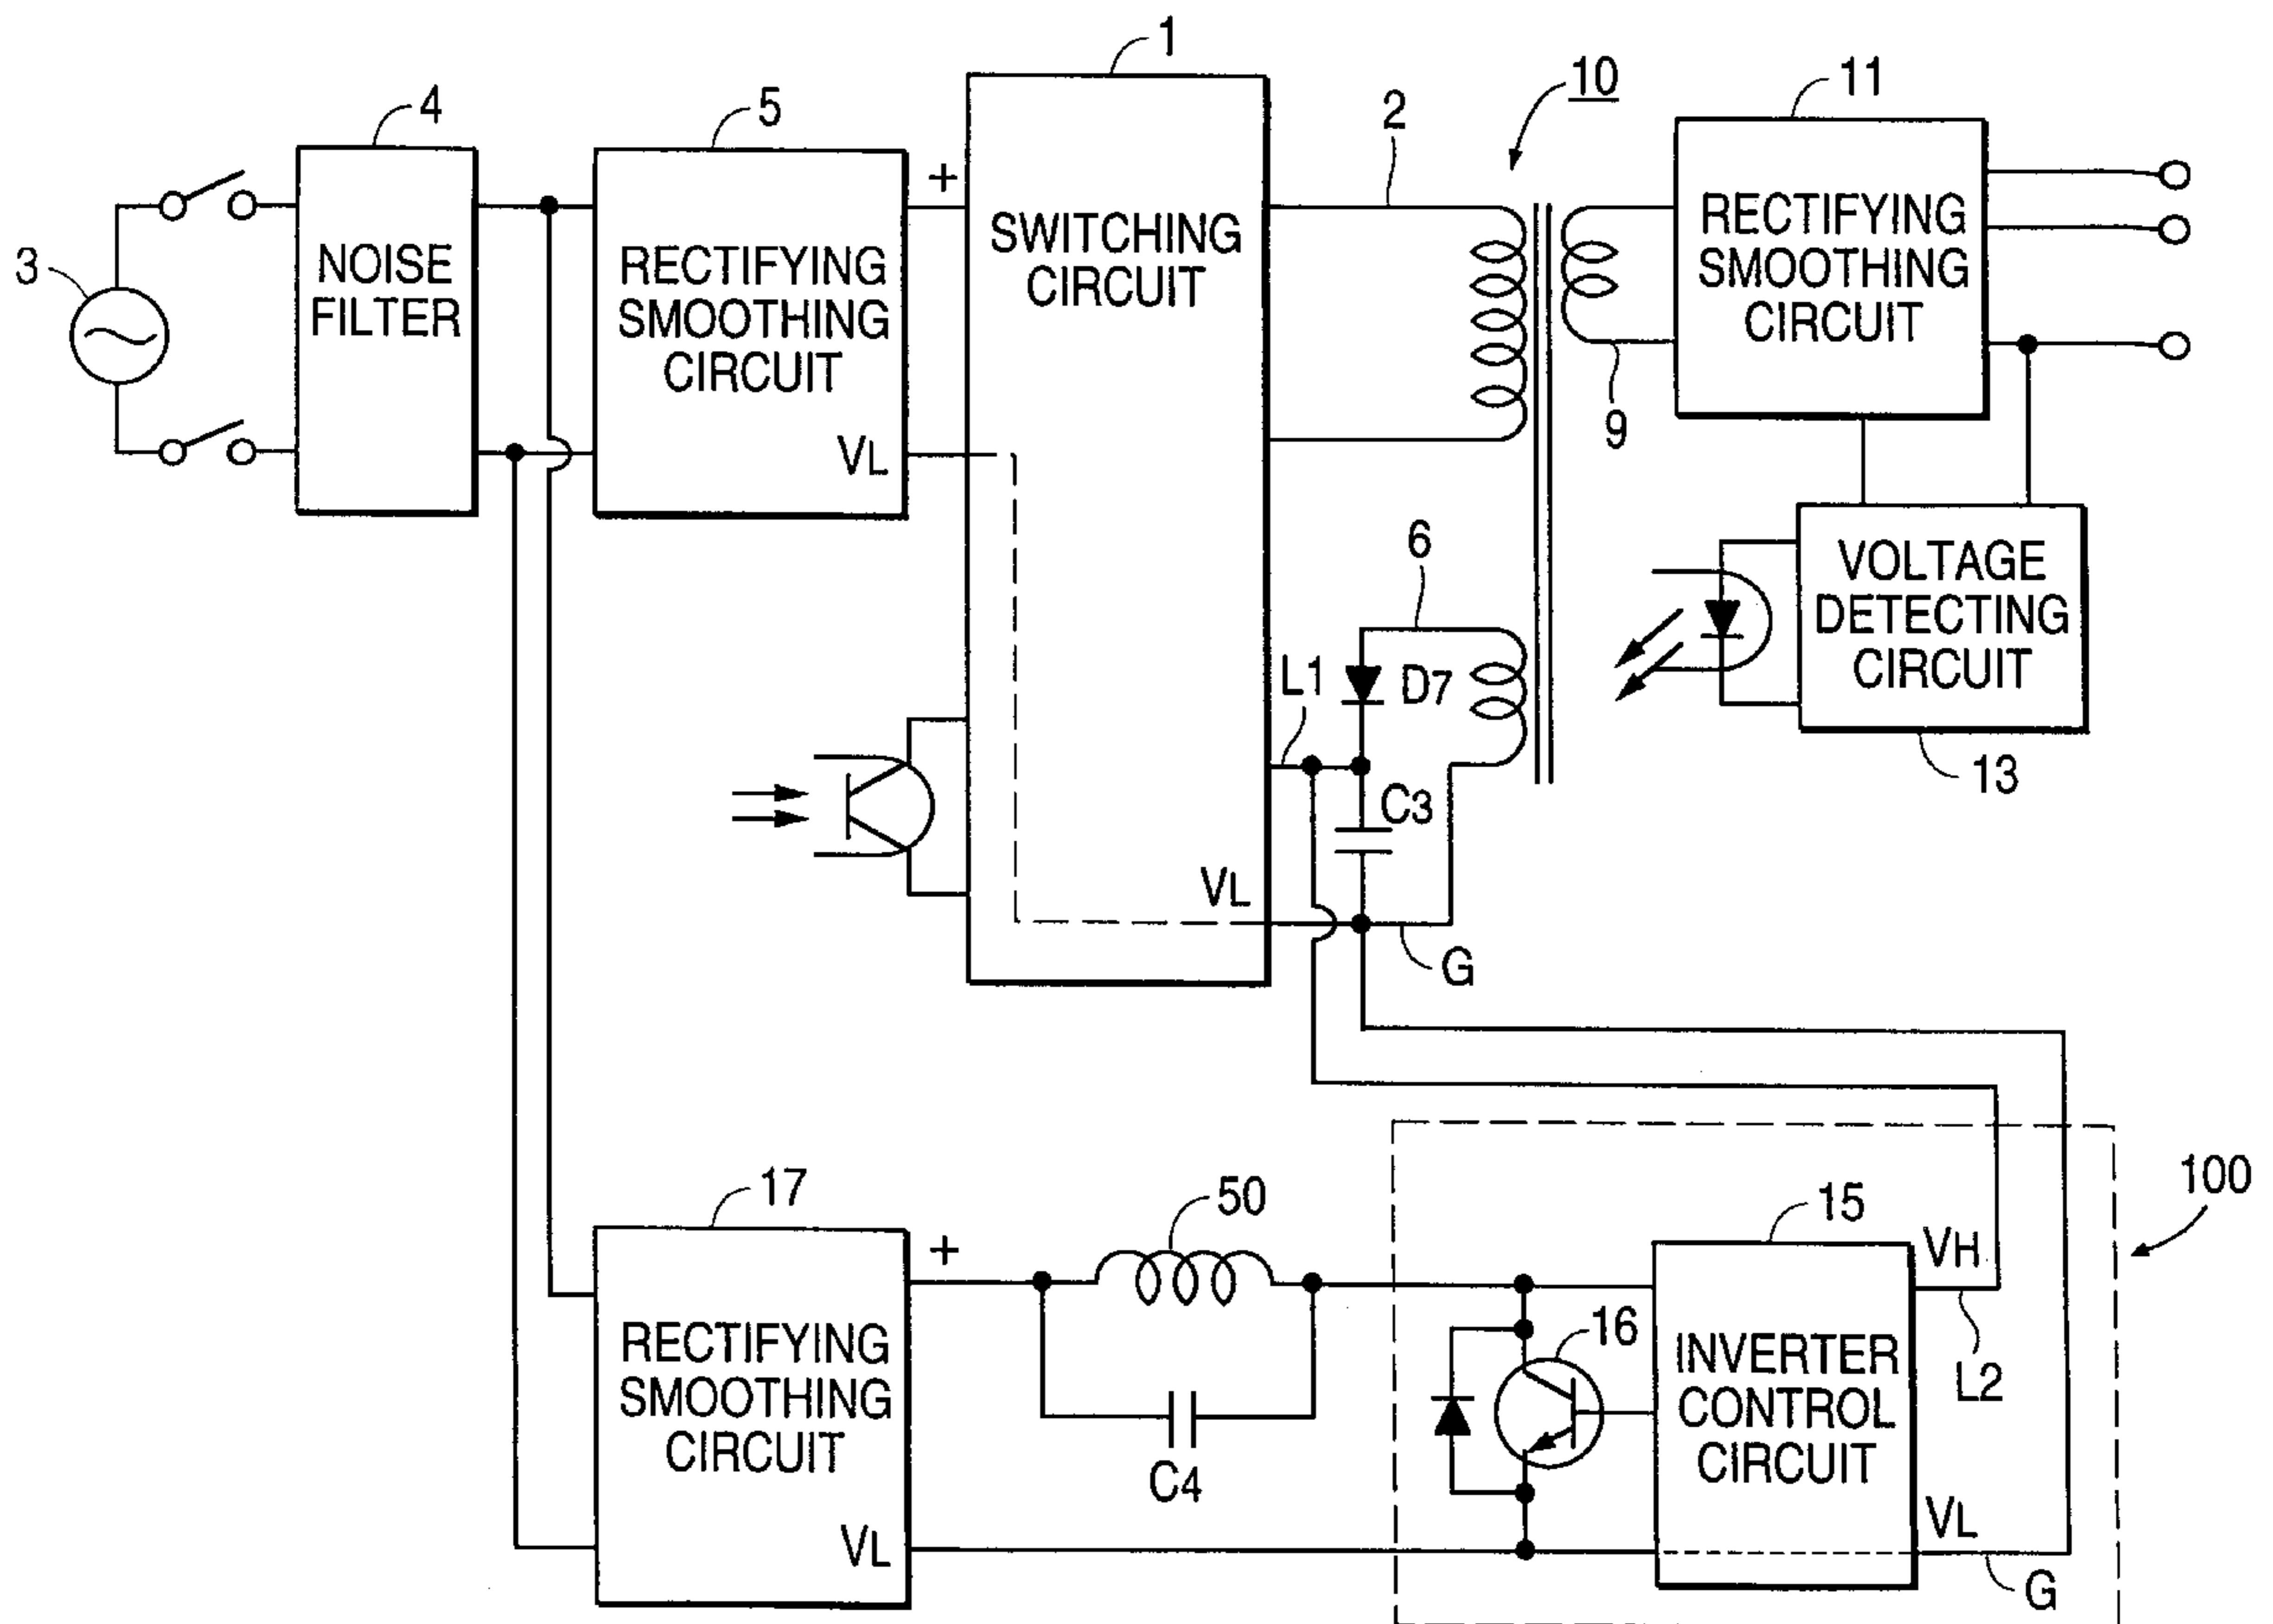 1
4
5
2
10
11
3
NOISE
FILTER
RECTIFYING
SMOOTHING
CIRCUIT
+
VL
SWITCHING
CIRCUIT
RECTIFYING
SMOOTHING
CIRCUIT
9
6
L1
D7
C3
VL
G
VOLTAGE
DETECTING
CIRCUIT
13
100
17
+
50
15
VH
16
L2
RECTIFYING
SMOOTHING
CIRCUIT
VL
C4
INVERTER
CONTROL
CIRCUIT
VL
G